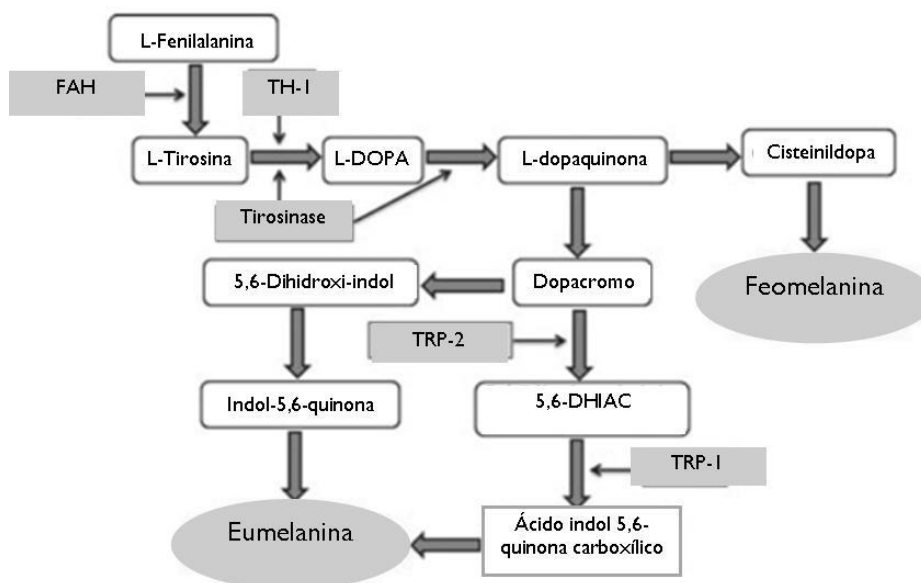 L-Fenilalanina
FAH
TH-1
L-Tirosina
L-DOPA
L-dopaquinona
Cisteinildopa
Tirosinase
5,6-Dihidroxi-indol
Dopacromo
Feomelanina
TRP-2
Indol-5,6-quinona
5,6-DHIAC
TRP-1
Eumelanina
Ácido indol 5,6-
quinona carboxílico